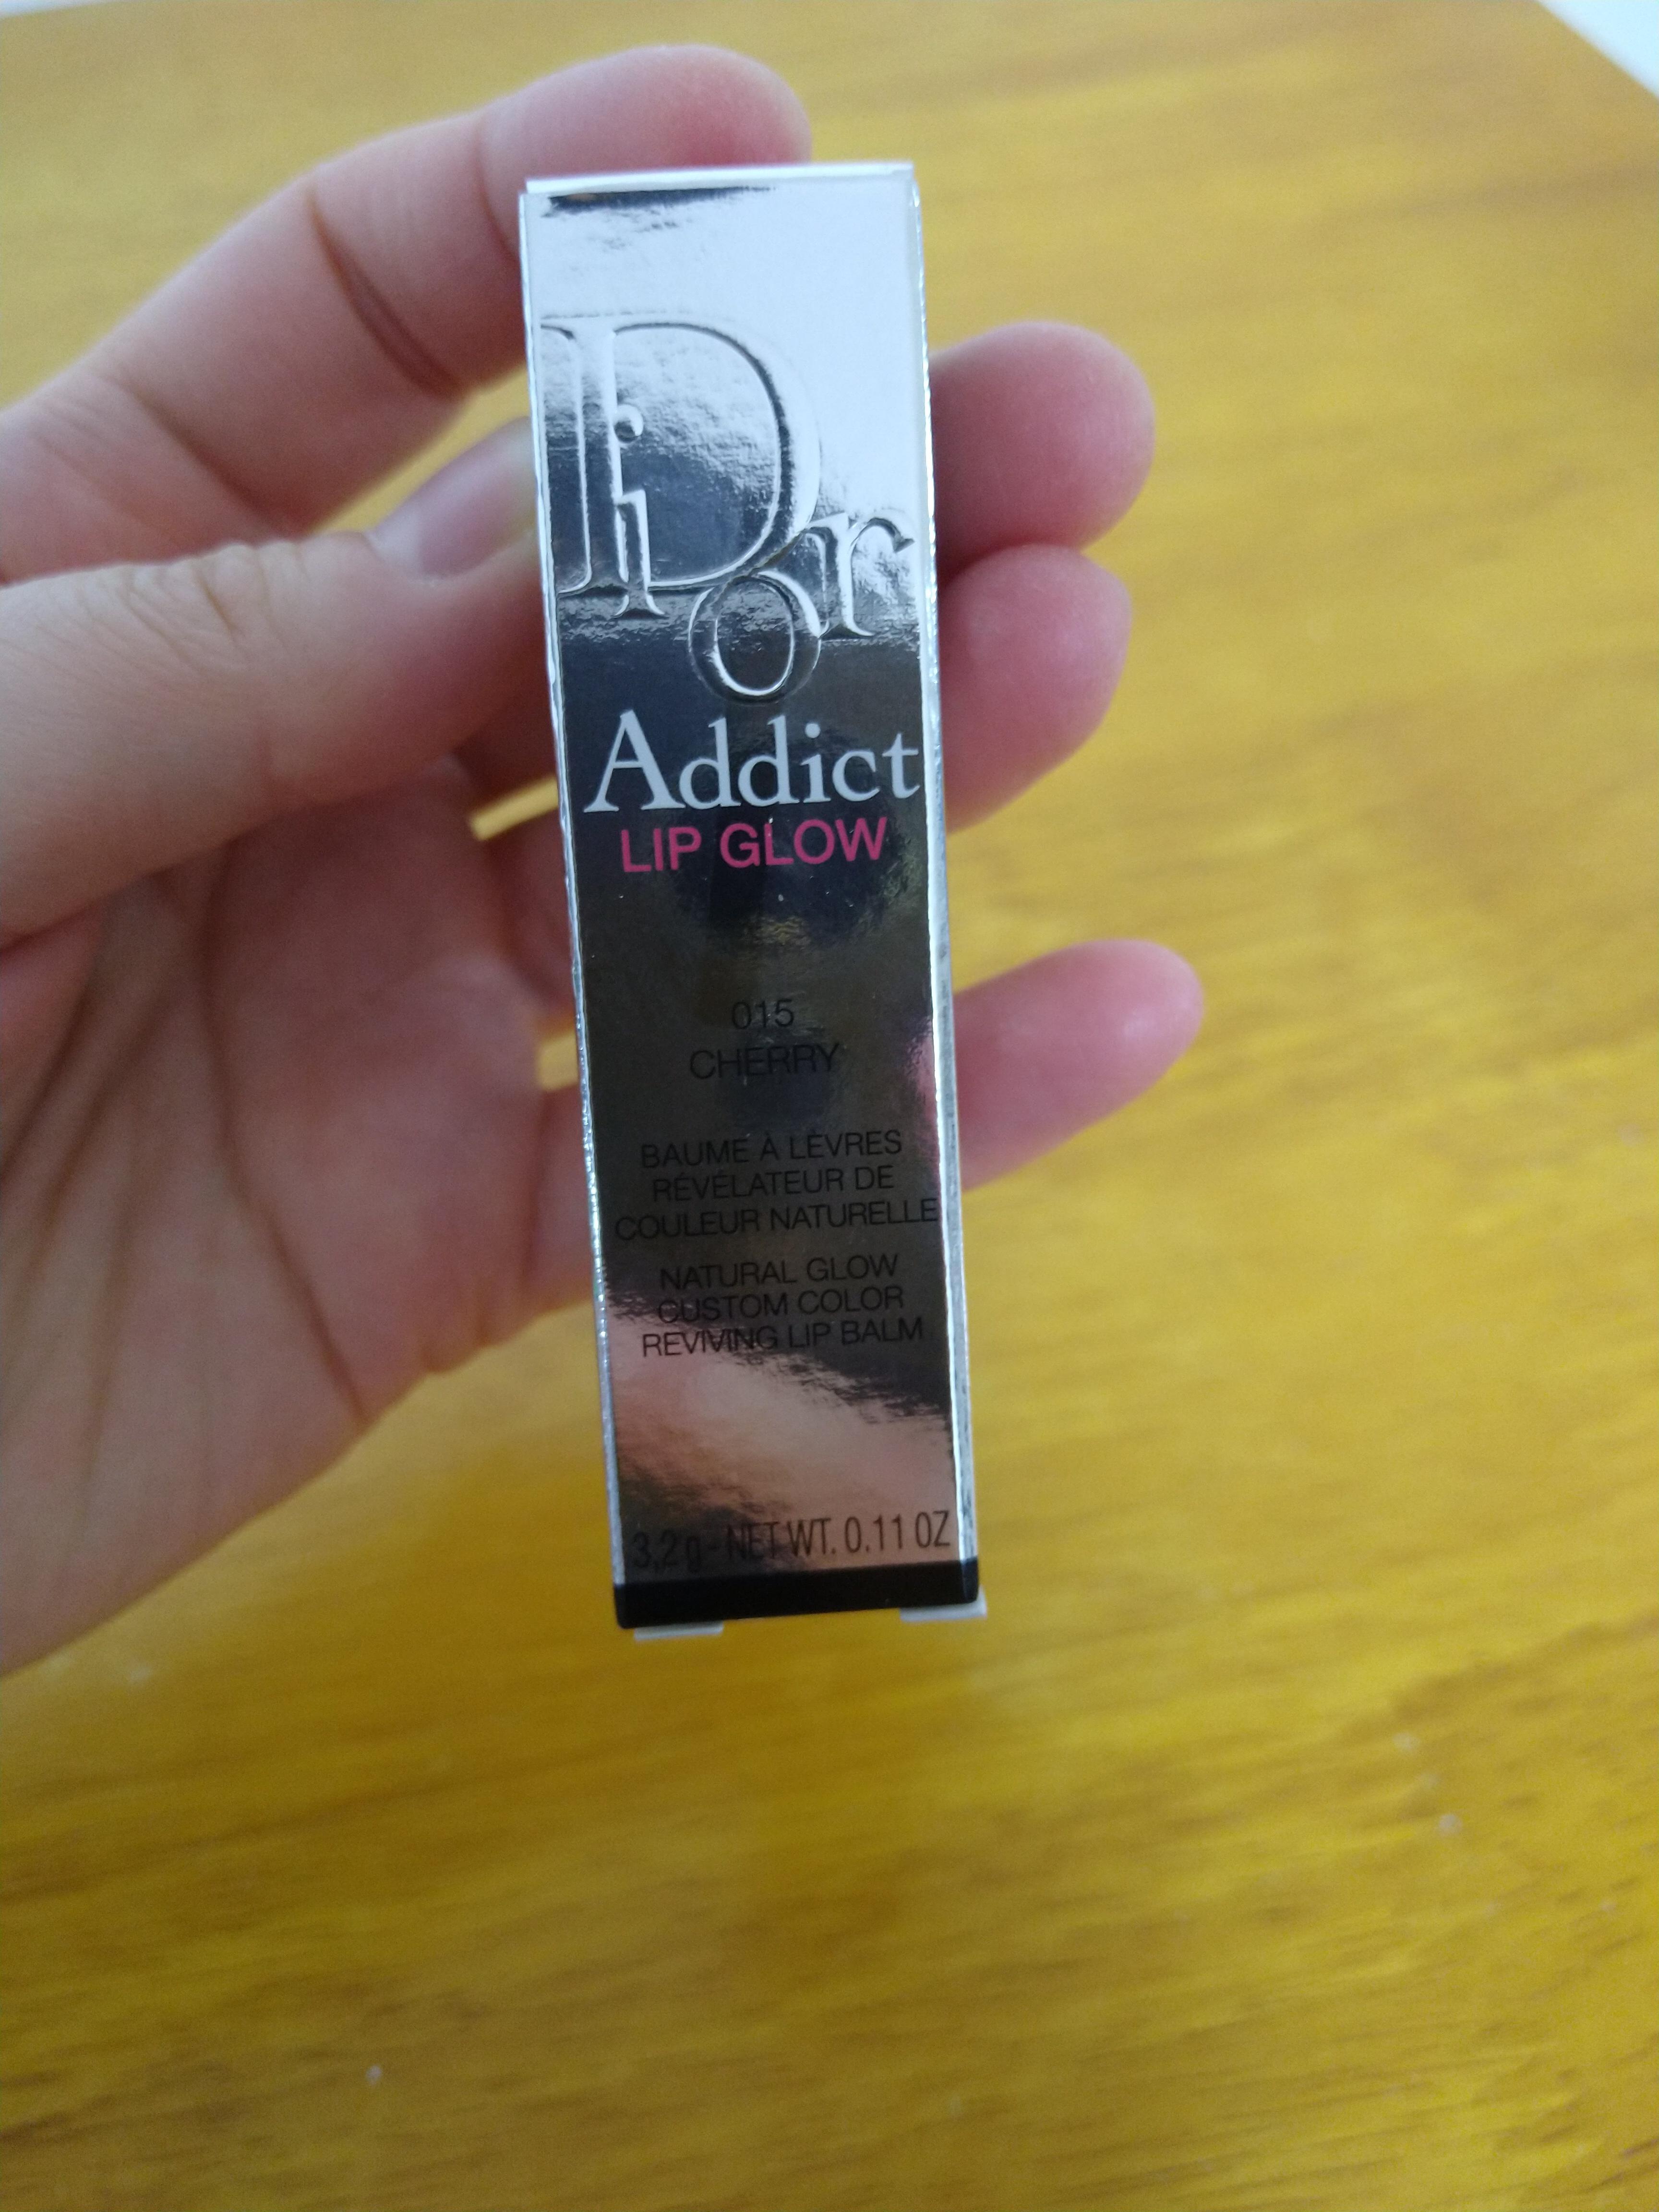 Dior
Addict
LIP GLOW
015
CHERRY
BAUME À LÈVRES
RÉVÉLATEUR DE
COULEUR NATURELLE
NATURAL GLOW
CUSTOM COLOR
REVIVING LIP BALM
3,2 g - NET WT. 0.11 OZ